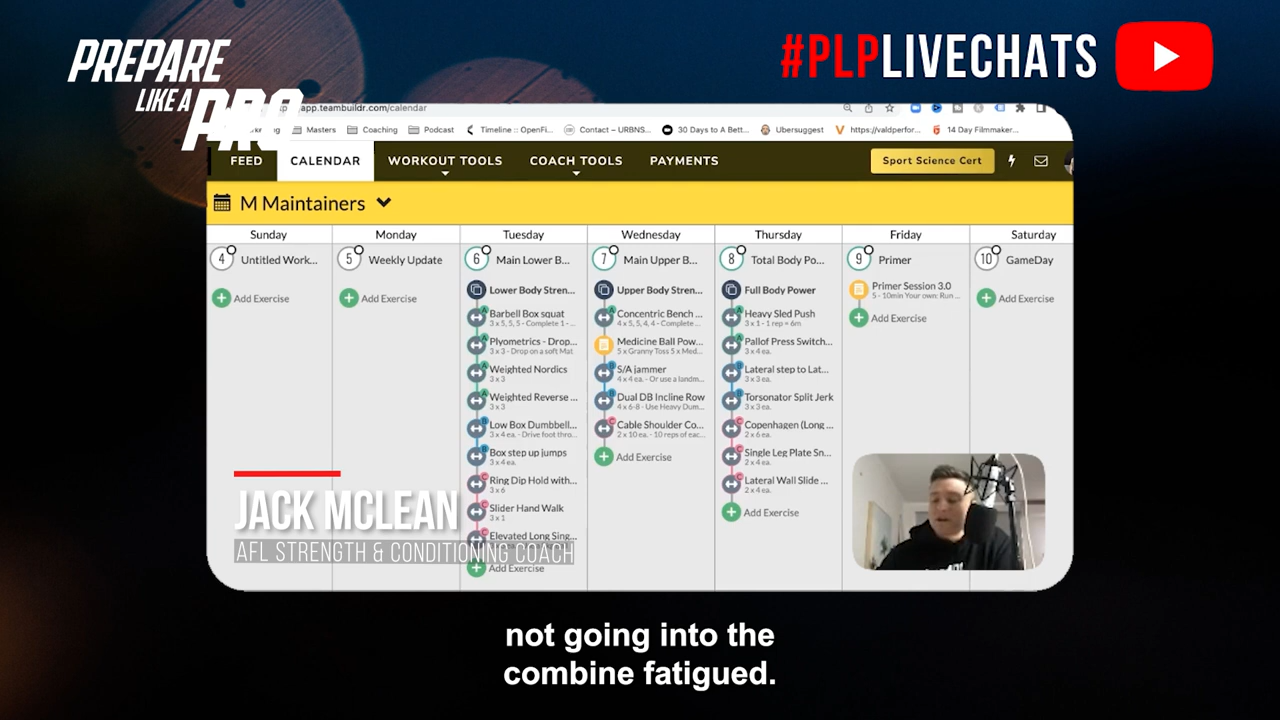 PREPARE
LIKE A
PRO
#PLPLIVECHATS
app.teambuildr.com/calendar
Masters
Coaching
Podcast
Timeline :: OpenFi...
Contact – URBNS...
30 Days to A Bett...
Ubersuggest
https://valdperfor...
14 Day Filmmaker...
FEED
CALENDAR
WORKOUT TOOLS
COACH TOOLS
PAYMENTS
Sport Science Cert
M Maintainers
Sunday
Monday
Tuesday
Wednesday
Thursday
Friday
Saturday
4
Untitled Work...
Add Exercise
5
Weekly Update
Add Exercise
6
Main Lower B...
Lower Body Stren...
A
Barbell Box squat
3 x 5, 5, 5 - Complete 1 - ...
A
Plyometrics - Drop...
3 x 3 - Drop on a soft Mat
A
Weighted Nordics
3 x 3
A
Weighted Reverse ...
3 x 3
B
Low Box Dumbbell...
3 x 4 ea. - Drive foot thro...
B
Box step up jumps
3 x 4 ea.
C
Ring Dip Hold with...
3 x 6
C
Slider Hand Walk
3 x 1
C
Elevated Long Sing...
Add Exercise
7
Main Upper B...
Upper Body Stren...
A
Concentric Bench ...
4 x 5, 5, 4, 4 - Complete ...
Medicine Ball Pow...
5 x Granny Toss 5 x Med...
B
S/A jammer
4 x 4 ea. - Or use a landm...
B
Dual DB Incline Row
4 x 6-8 - Use Heavy Dum...
C
Cable Shoulder Co...
2 x 10 ea. - 10 reps of eac...
Add Exercise
8
Total Body Po...
Full Body Power
A
Heavy Sled Push
3 x 1 - 1 rep = 6m
A
Pallof Press Switch...
3 x 4 ea.
B
Lateral step to Lat...
3 x 3 ea.
B
Torsonator Split Jerk
3 x 3 ea.
C
Copenhagen (Long ...
2 x 6 ea.
C
Single Leg Plate Sn...
2 x 4 ea.
C
Lateral Wall Slide ...
2 x 4 ea.
Add Exercise
9
Primer
Primer Session 3.0
5 - 10min Your own: Run ...
Add Exercise
10
GameDay
Add Exercise
JACK MCLEAN
AFL STRENGTH & CONDITIONING COACH
not going into the
combine fatigued.